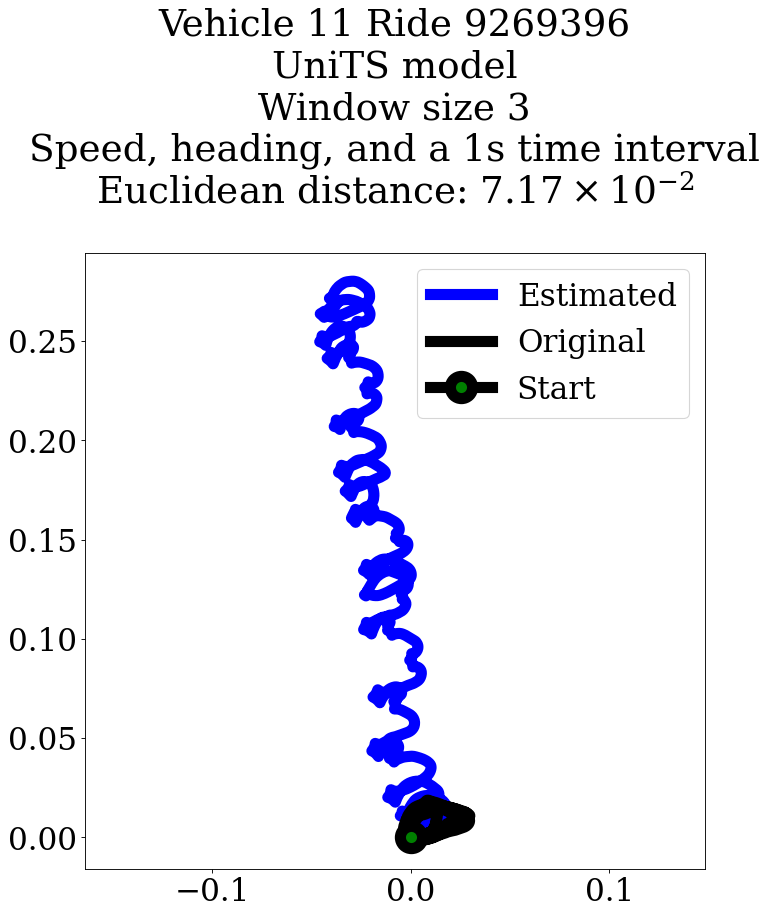 Vehicle 11 Ride 9269396
UniTS model
Window size 3
Speed, heading, and a 1s time interval
Euclidean distance: 7.17 × 10⁻²
Estimated
Original
Start
0.25
0.20
0.15
0.10
0.05
0.00
−0.1
0.0
0.1